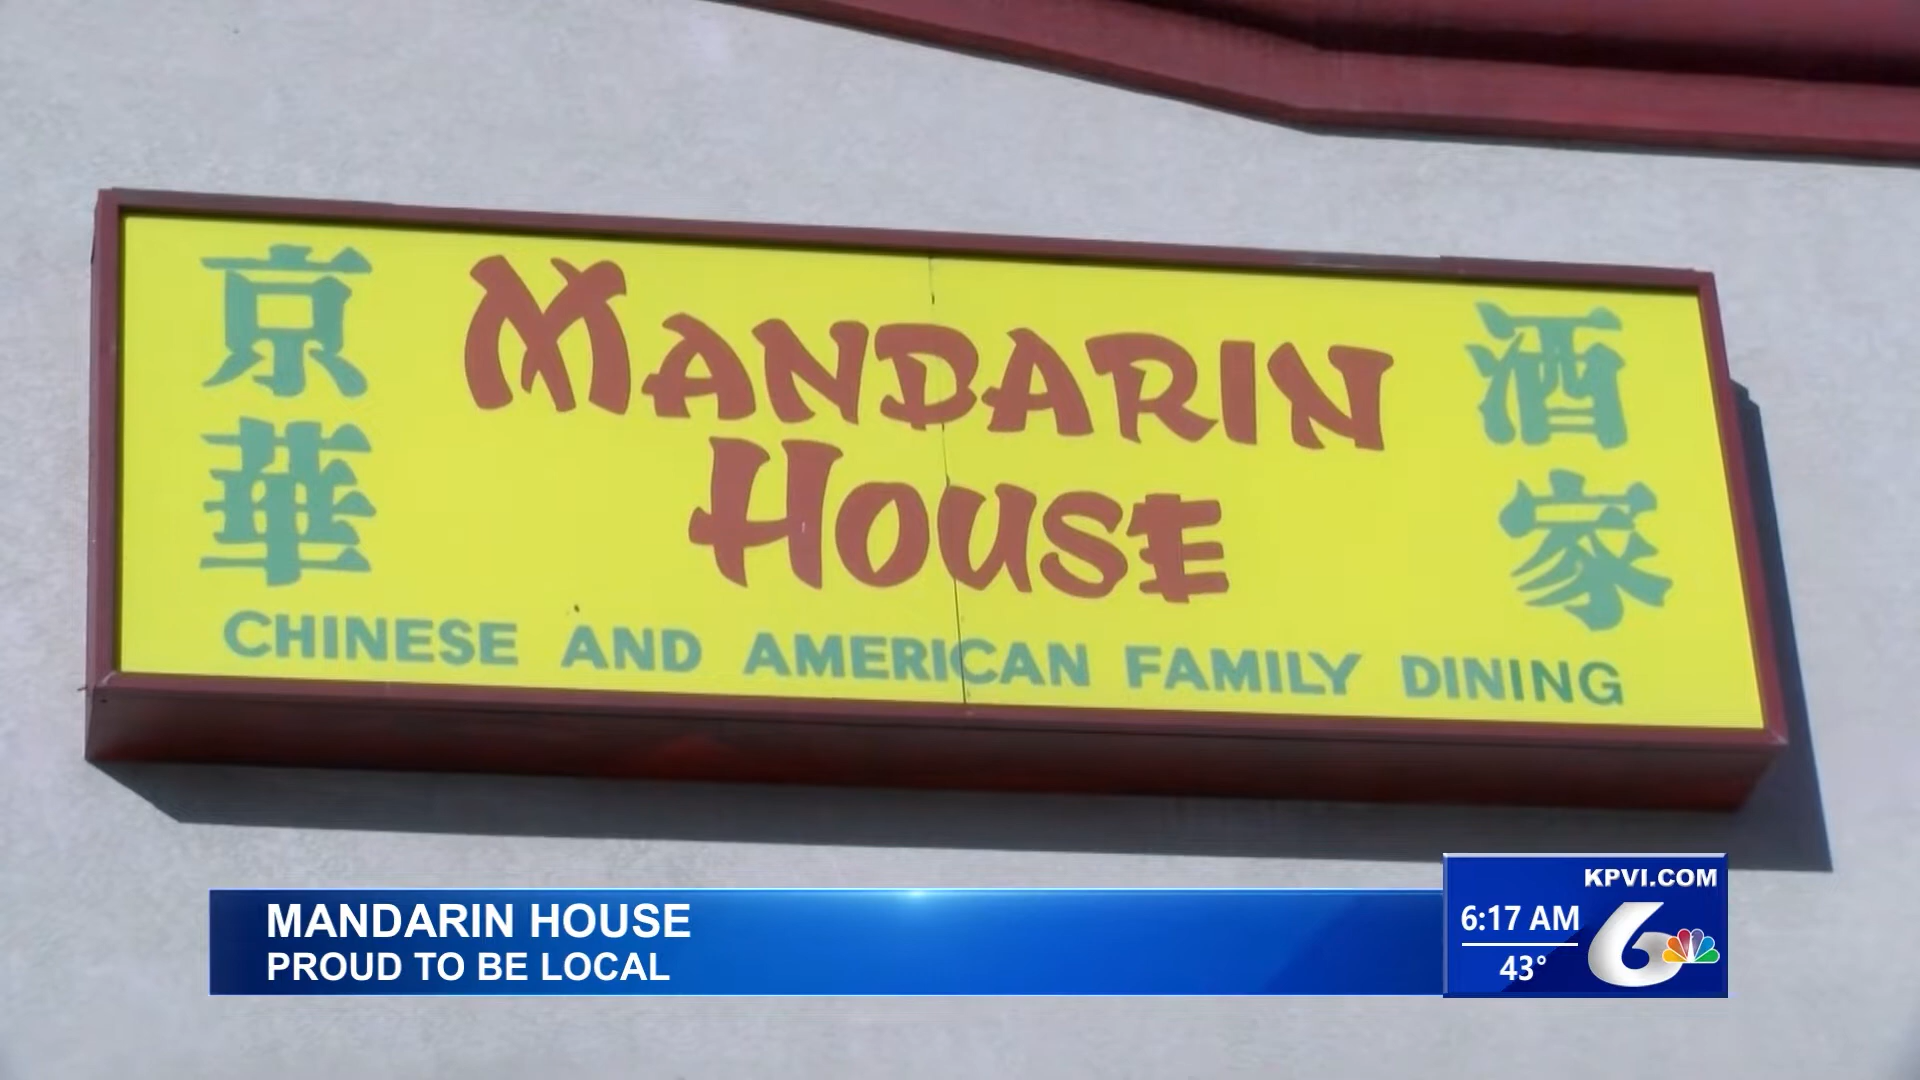 京華
MANDARIN
HOUSE
酒家
CHINESE AND AMERICAN FAMILY DINING
MANDARIN HOUSE
PROUD TO BE LOCAL
KPVI.COM
6:17 AM
43°
6